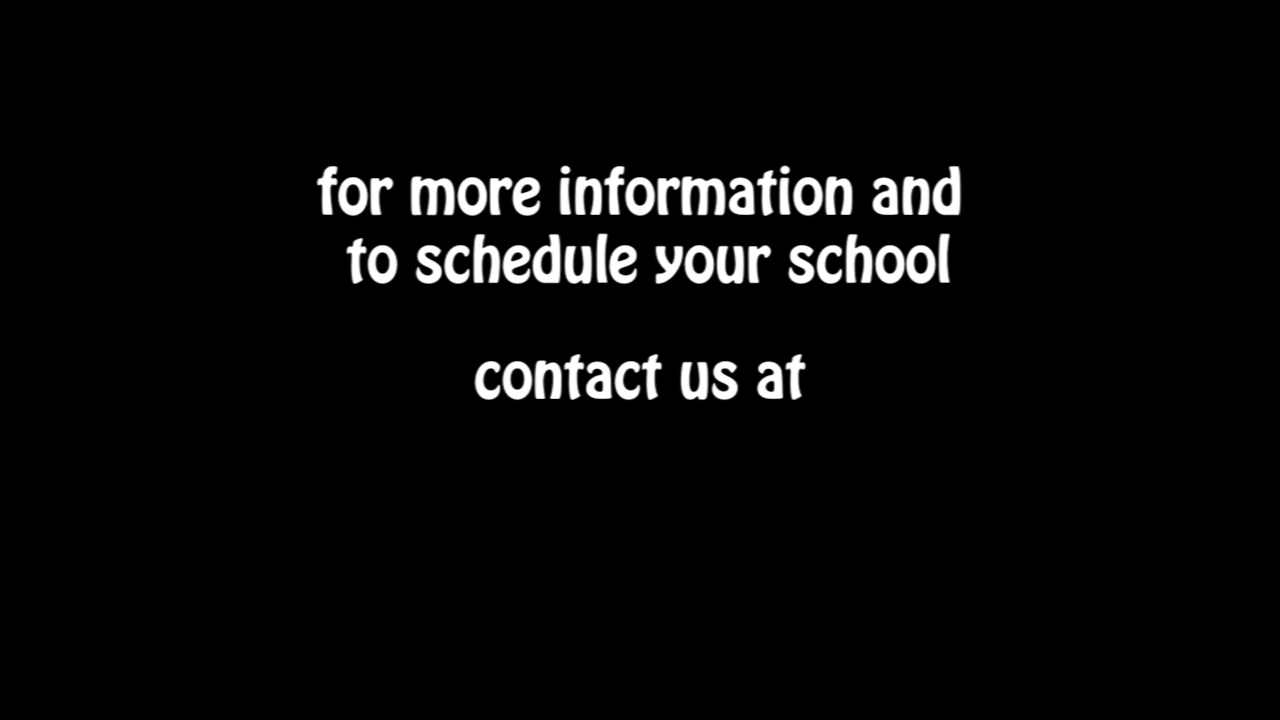 for more information and
to schedule your school
contact us at